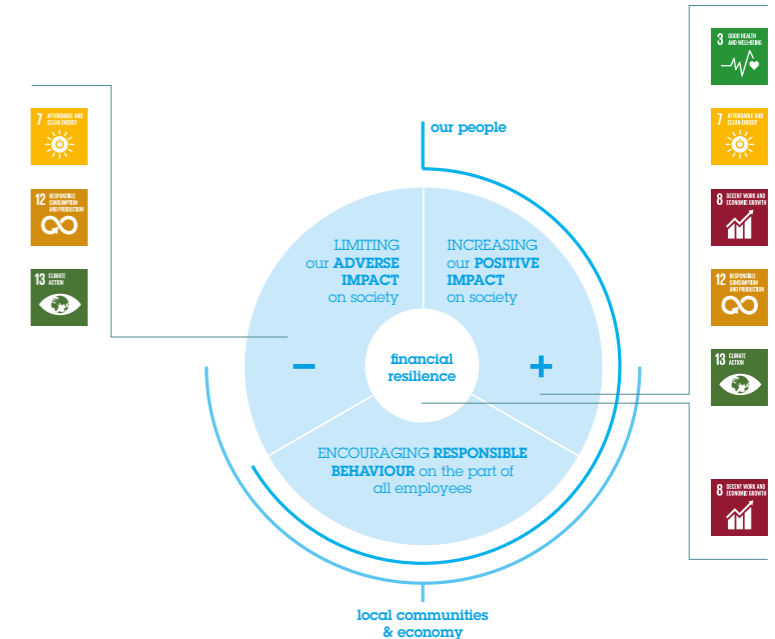 7 AFFORDABLE AND
CLEAN ENERGY
12 RESPONSIBLE
CONSUMPTION
AND PRODUCTION
13 CLIMATE
ACTION
our people
LIMITING
our ADVERSE
IMPACT
on society
INCREASING
our POSITIVE
IMPACT
on society
–
financial
resilience
+
ENCOURAGING RESPONSIBLE
BEHAVIOUR on the part of
all employees
local communities
& economy
3 GOOD HEALTH
AND WELL-BEING
7 AFFORDABLE AND
CLEAN ENERGY
8 DECENT WORK AND
ECONOMIC GROWTH
12 RESPONSIBLE
CONSUMPTION
AND PRODUCTION
13 CLIMATE
ACTION
8 DECENT WORK AND
ECONOMIC GROWTH